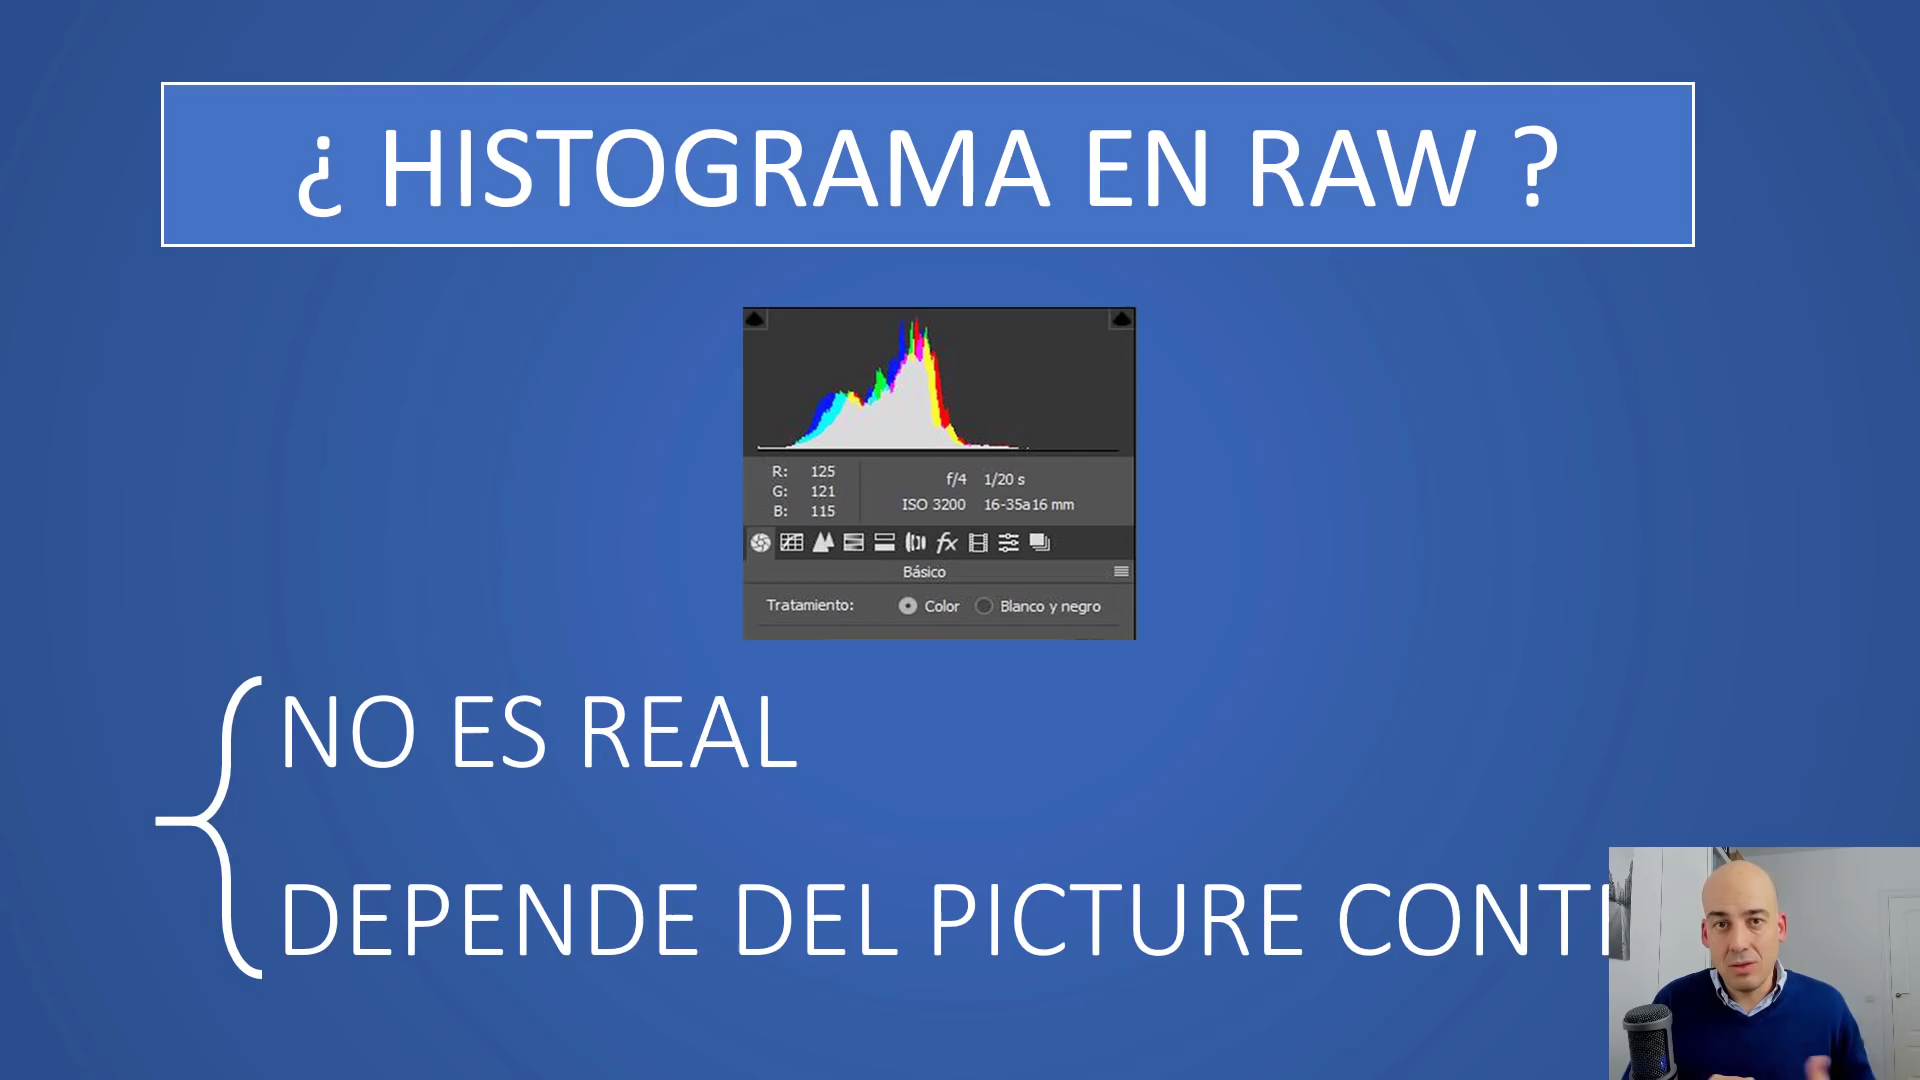 ¿ HISTOGRAMA EN RAW ?
R: 125
G: 121
B: 115
f/4 1/20 s
ISO 3200 16-35a16 mm
fx
Básico
Tratamiento: Color Blanco y negro
NO ES REAL
DEPENDE DEL PICTURE